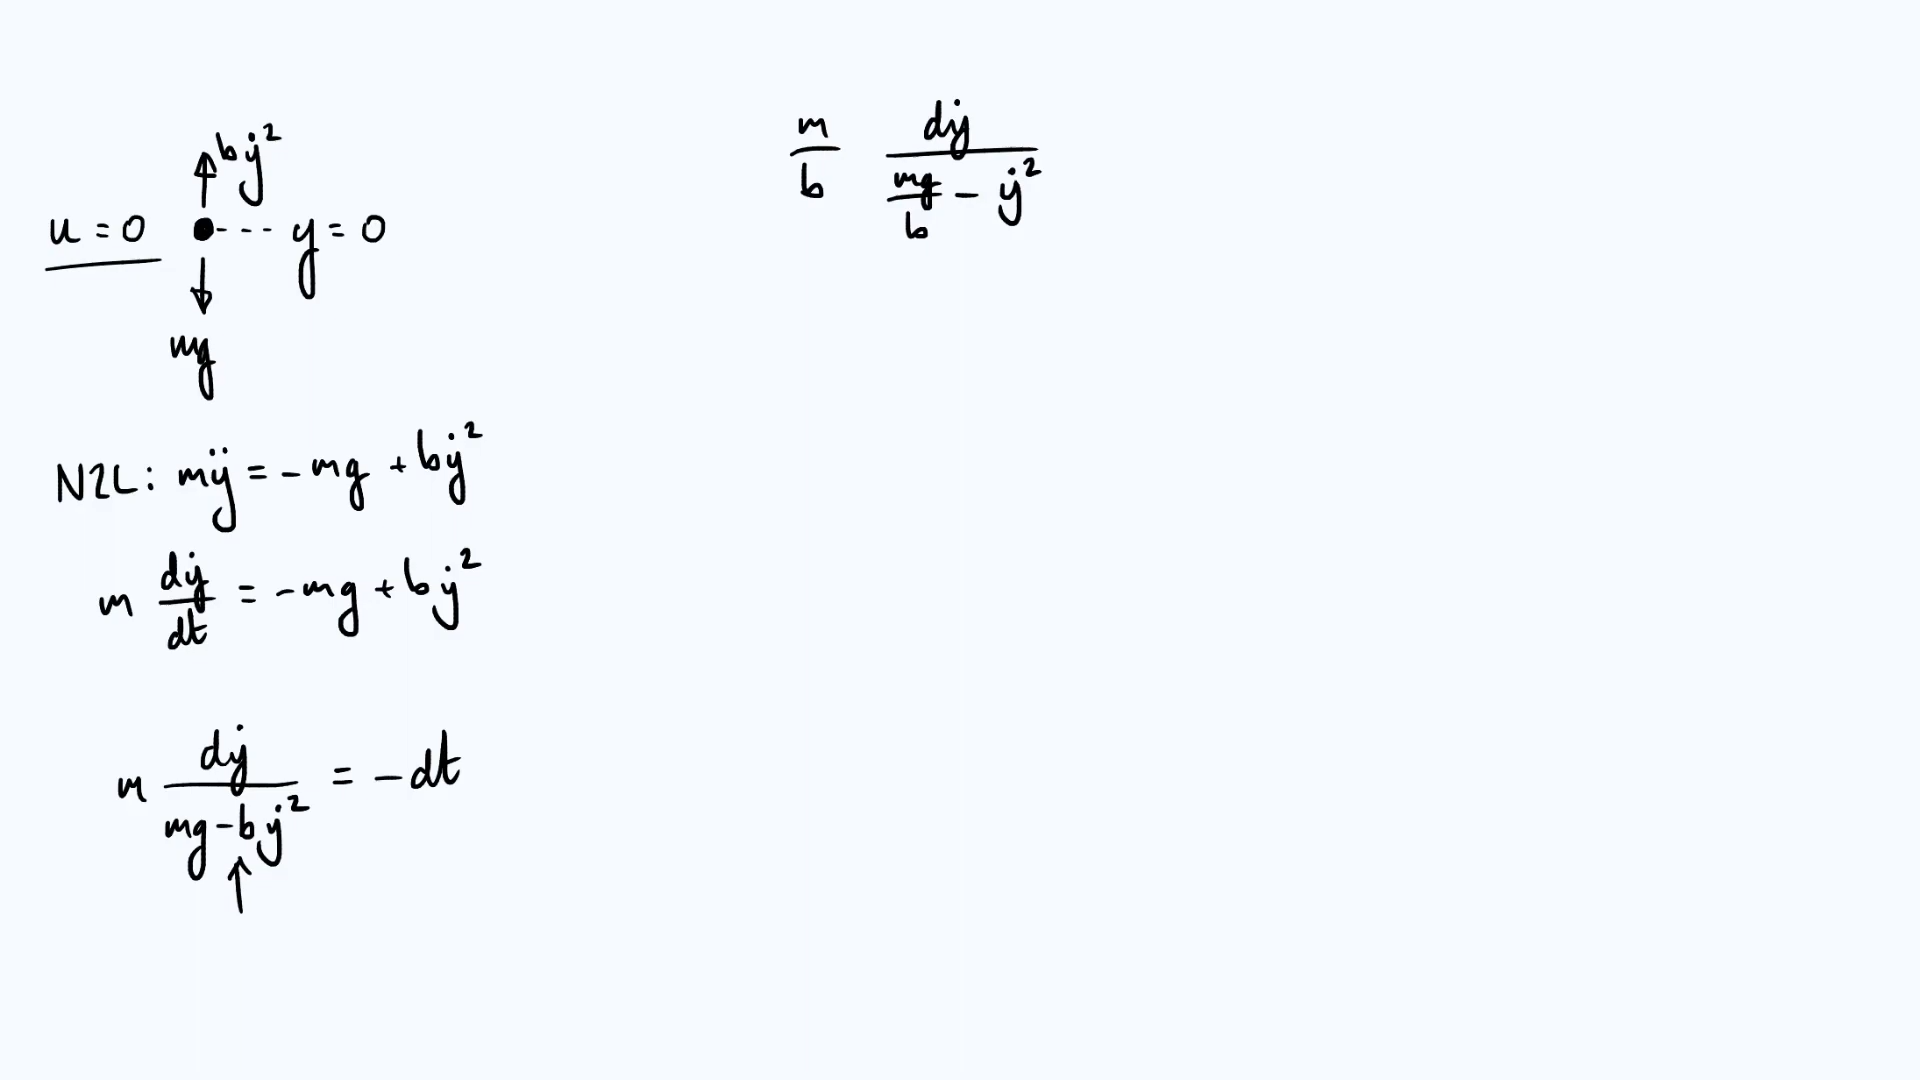 bẏ²
u = 0 --- y = 0
mg
N2L: mÿ = - mg + bẏ²
m dẏ/dt = - mg + bẏ²
m dẏ/(mg - bẏ²) = - dt
m/b dẏ/(mg/b - ẏ²)